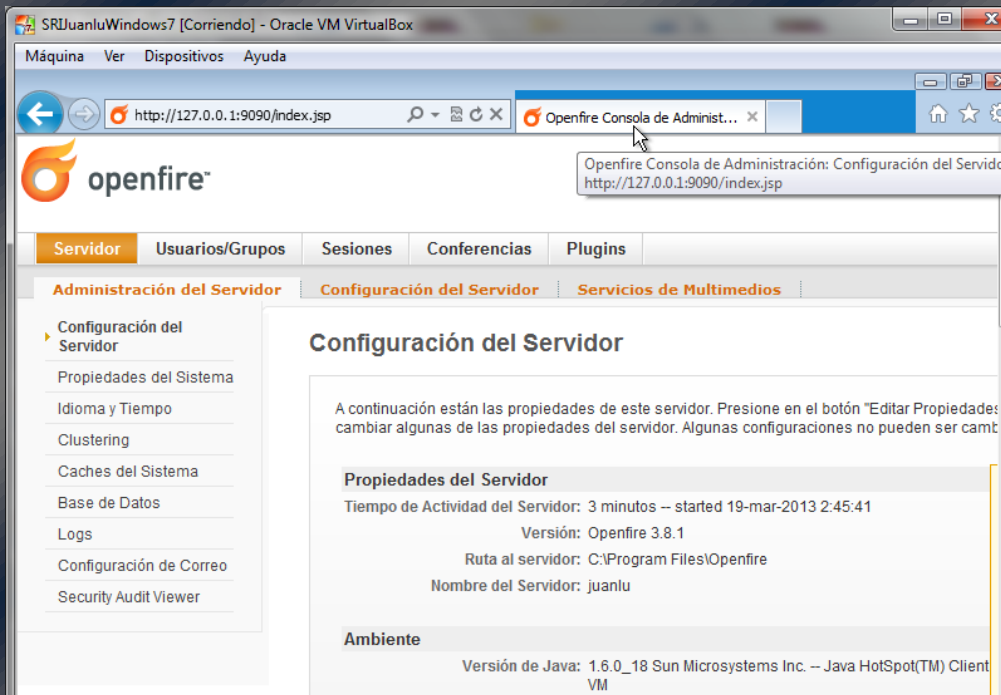 SRIJuanluWindows7 [Corriendo] - Oracle VM VirtualBox
Máquina Ver Dispositivos Ayuda
http://127.0.0.1:9090/index.jsp
Openfire Consola de Administ...
Openfire Consola de Administración: Configuración del Servido
http://127.0.0.1:9090/index.jsp
openfire™
Servidor Usuarios/Grupos Sesiones Conferencias Plugins
Administración del Servidor Configuración del Servidor Servicios de Multimedios
Configuración del
Servidor
Propiedades del Sistema
Idioma y Tiempo
Clustering
Caches del Sistema
Base de Datos
Logs
Configuración de Correo
Security Audit Viewer
Configuración del Servidor
A continuación están las propiedades de este servidor. Presione en el botón "Editar Propiedades
cambiar algunas de las propiedades del servidor. Algunas configuraciones no pueden ser camb
Propiedades del Servidor
Tiempo de Actividad del Servidor: 3 minutos -- started 19-mar-2013 2:45:41
Versión: Openfire 3.8.1
Ruta al servidor: C:\Program Files\Openfire
Nombre del Servidor: juanlu
Ambiente
Versión de Java: 1.6.0_18 Sun Microsystems Inc. -- Java HotSpot(TM) Client
VM